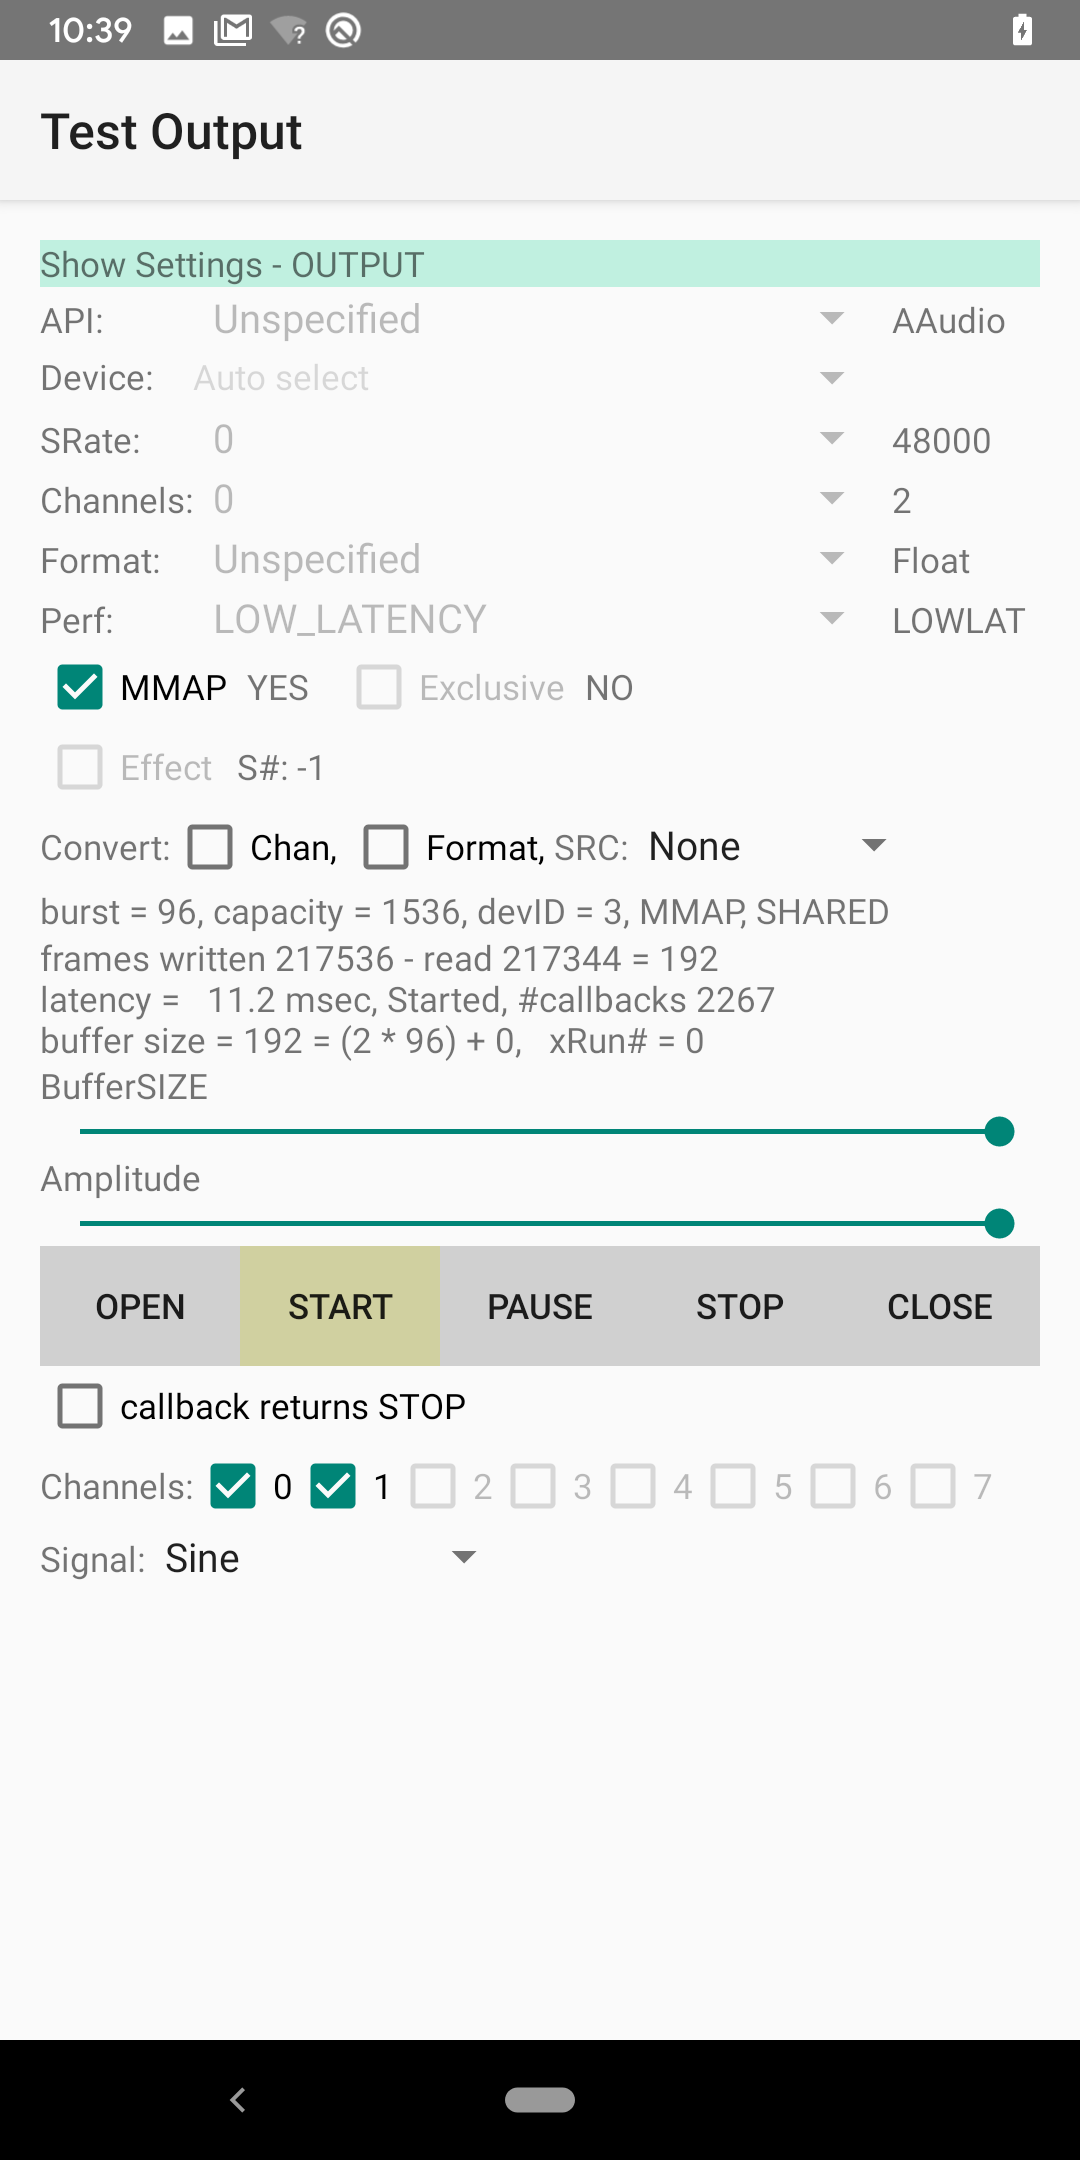 10:39
Test Output
Show Settings - OUTPUT
API: Unspecified AAudio
Device: Auto select
SRate: 0 48000
Channels: 0 2
Format: Unspecified Float
Perf: LOW_LATENCY LOWLAT
MMAP YES Exclusive NO
Effect S#: -1
Convert: Chan, Format, SRC: None
burst = 96, capacity = 1536, devID = 3, MMAP, SHARED
frames written 217536 - read 217344 = 192
latency = 11.2 msec, Started, #callbacks 2267
buffer size = 192 = (2 * 96) + 0, xRun# = 0
BufferSIZE
Amplitude
OPEN START PAUSE STOP CLOSE
callback returns STOP
Channels: 0 1 2 3 4 5 6 7
Signal: Sine